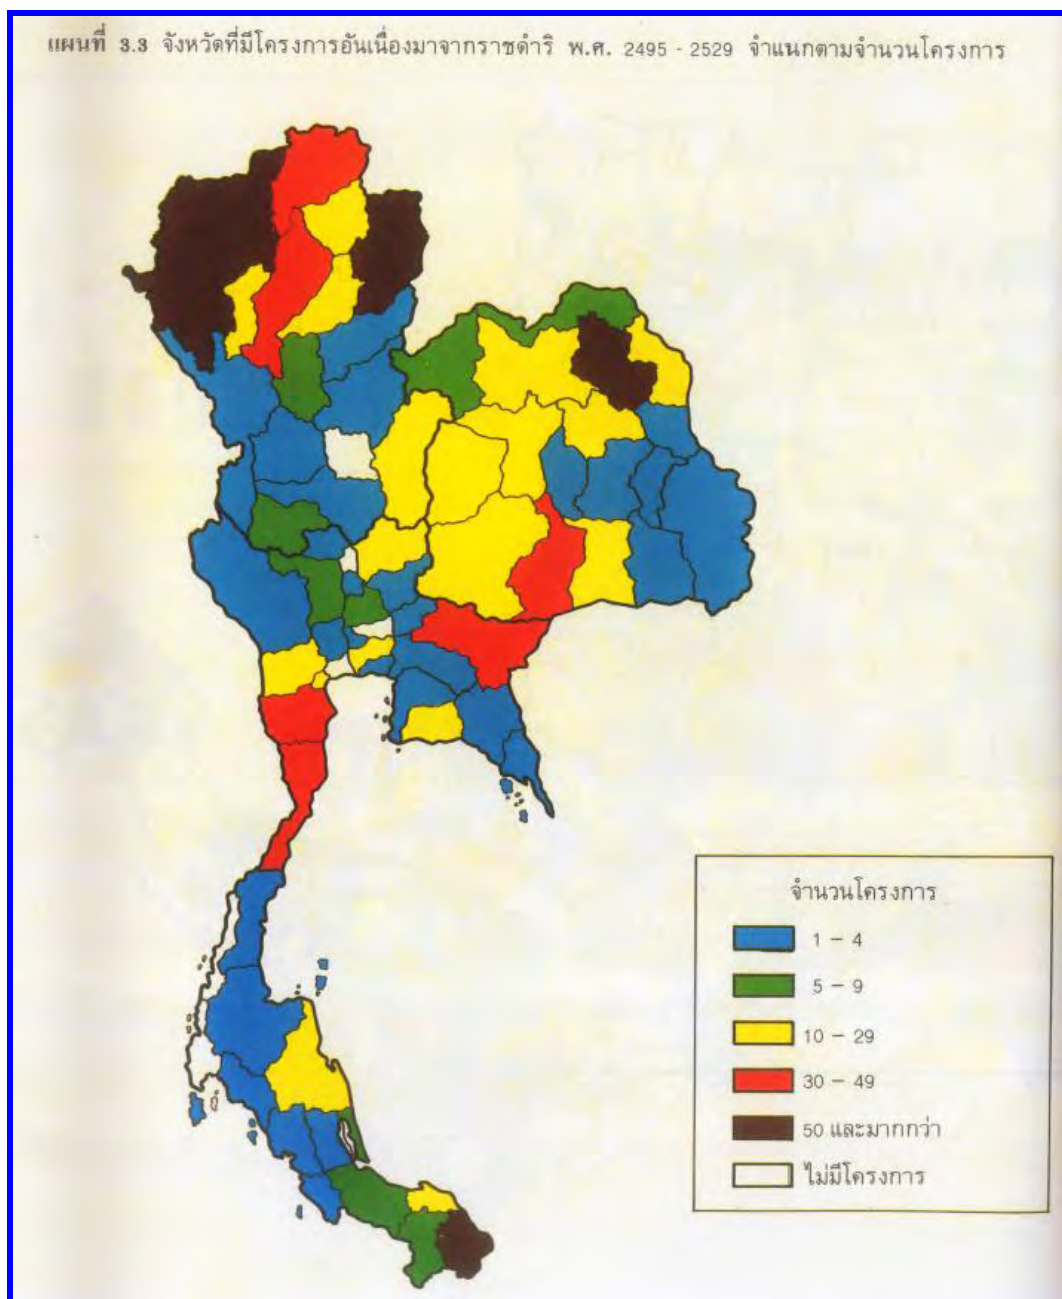 แผนที่ 3.3 จังหวัดที่มีโครงการอันเนื่องมาจากราชดำริ พ.ศ. 2495 - 2529 จำแนกตามจำนวนโครงการ
จำนวนโครงการ
1 – 4
5 – 9
10 – 29
30 – 49
50 และมากกว่า
ไม่มีโครงการ